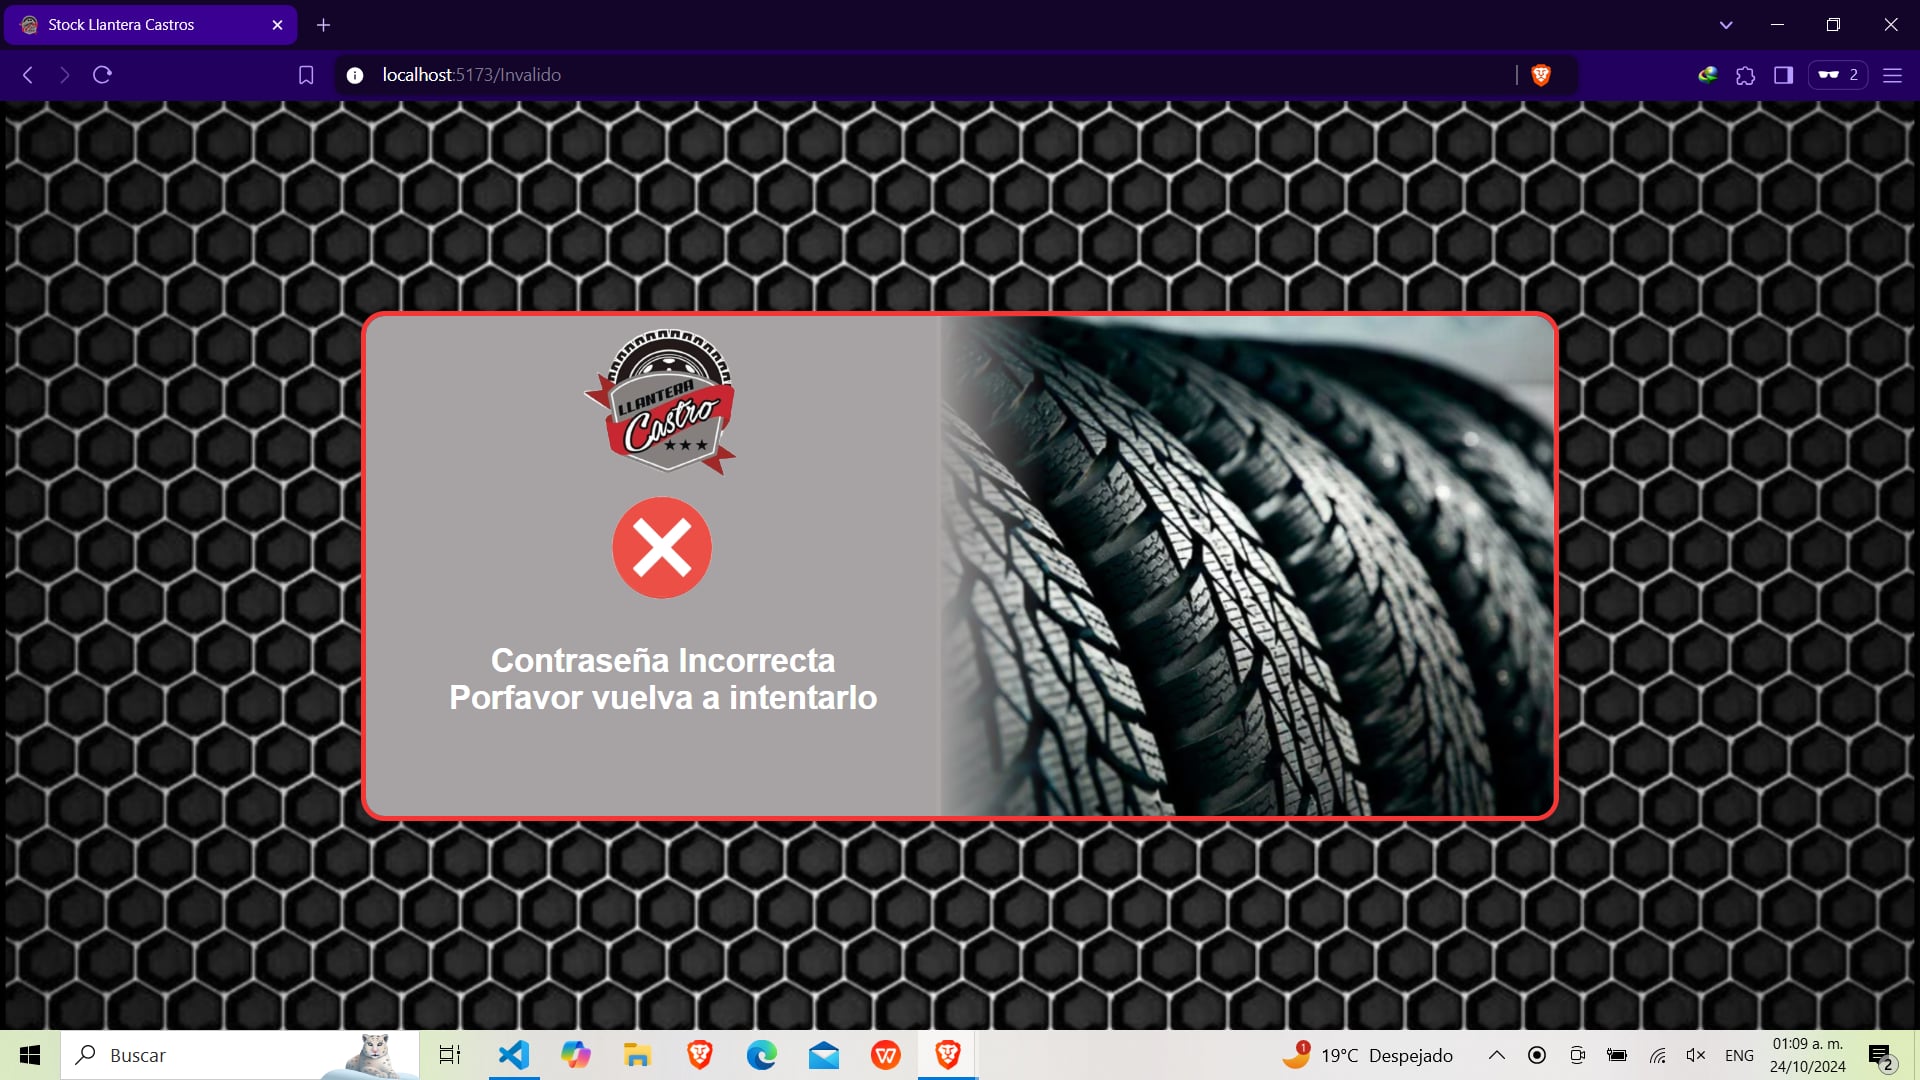 Stock Llantera Castros
localhost:5173/Invalido
2
LLANTERA
Castro
Contraseña Incorrecta
Porfavor vuelva a intentarlo
Buscar
1
19°C Despejado
ENG
01:09 a. m.
24/10/2024
2